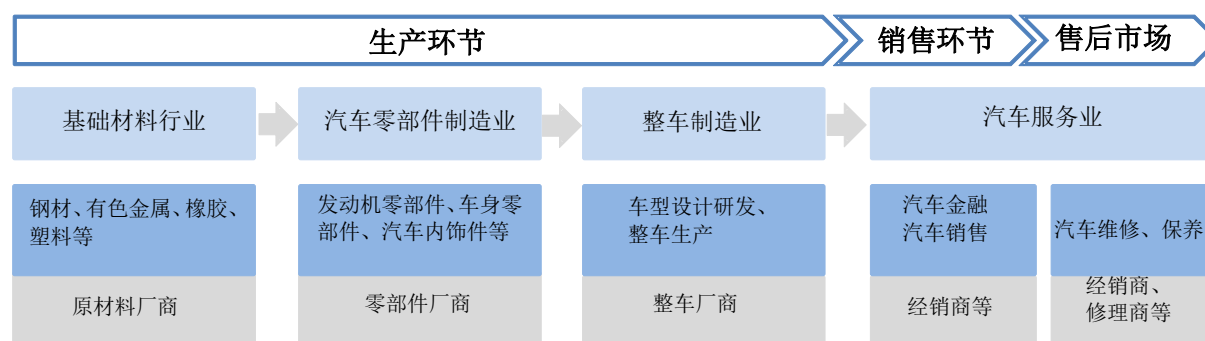 生产环节
销售环节
售后市场
基础材料行业
汽车零部件制造业
整车制造业
汽车服务业
钢材、有色金属、橡胶、
塑料等
发动机零部件、车身零
部件、汽车内饰件等
车型设计研发、
整车生产
汽车金融
汽车销售
汽车维修、保养
原材料厂商
零部件厂商
整车厂商
经销商等
经销商、
修理商等